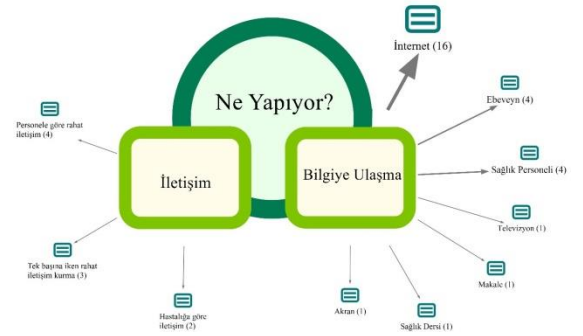 İnternet (16)
Ne Yapıyor?
Ebeveyn (4)
Personele göre rahat
iletişim (4)
İletişim
Bilgiye Ulaşma
Sağlık Personeli (4)
Televizyon (1)
Tek başına iken rahat
iletişim kurma (3)
Makale (1)
Hastalığa göre
iletişim (2)
Akran (1)
Sağlık Dersi (1)